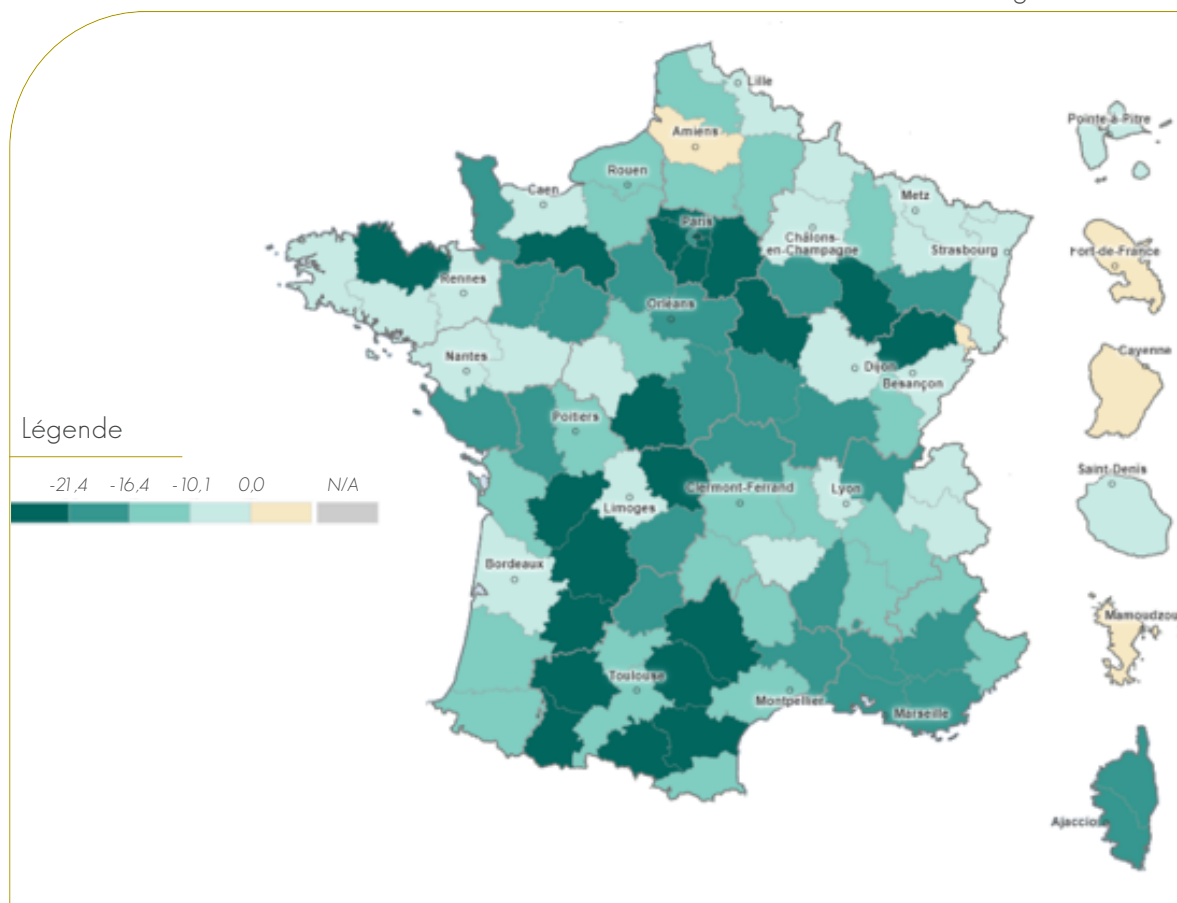 Lille
Pointe-à-Pitre
Amiens
Rouen
Caen
Metz
Paris
Châlons-
en-Champagne
Strasbourg
Fort-de-France
Rennes
Orléans
Cayenne
Nantes
Dijon
Besançon
Poitiers
Légende
Saint-Denis
-21,4 -16,4 -10,1 0,0 N/A
Clermont-Ferrand
Lyon
Limoges
Bordeaux
Mamoudzou
Toulouse
Montpellier
Marseille
Ajaccio